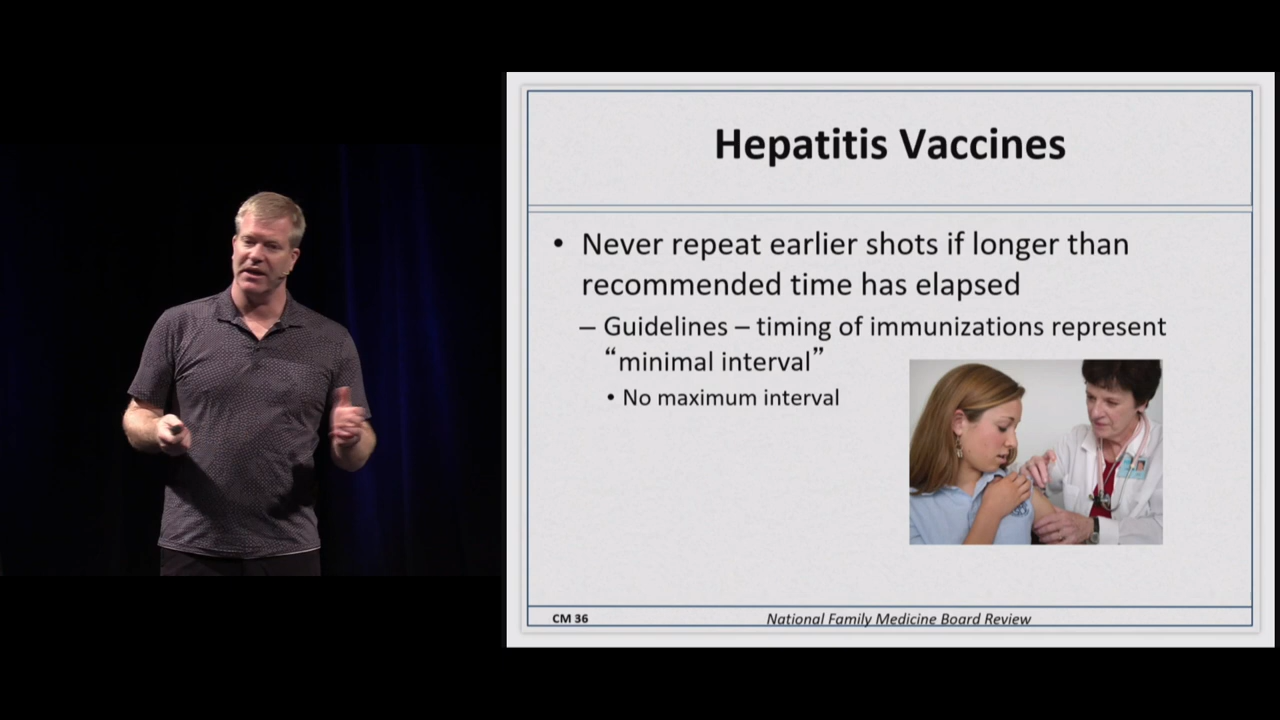 Hepatitis Vaccines
• Never repeat earlier shots if longer than
recommended time has elapsed
– Guidelines – timing of immunizations represent
“minimal interval”
• No maximum interval
CM 36
National Family Medicine Board Review